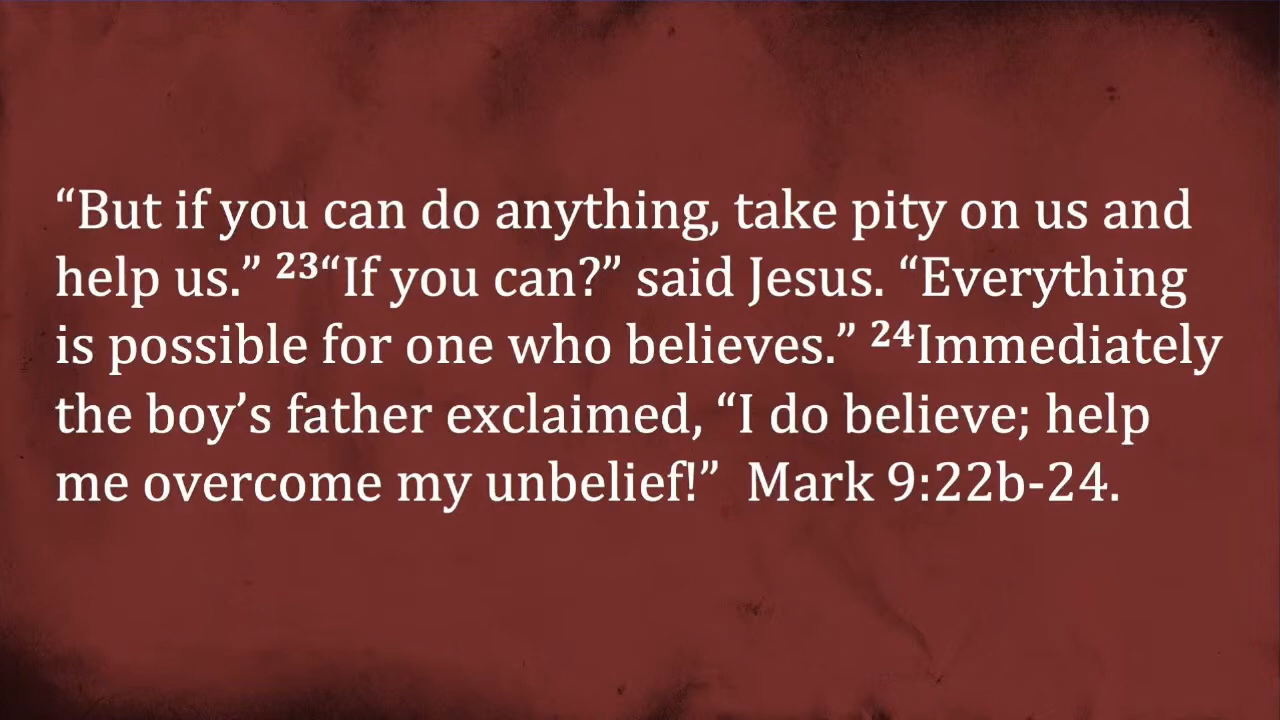 “But if you can do anything, take pity on us and
help us.” 23“If you can?” said Jesus. “Everything
is possible for one who believes.” 24Immediately
the boy’s father exclaimed, “I do believe; help
me overcome my unbelief!”  Mark 9:22b-24.